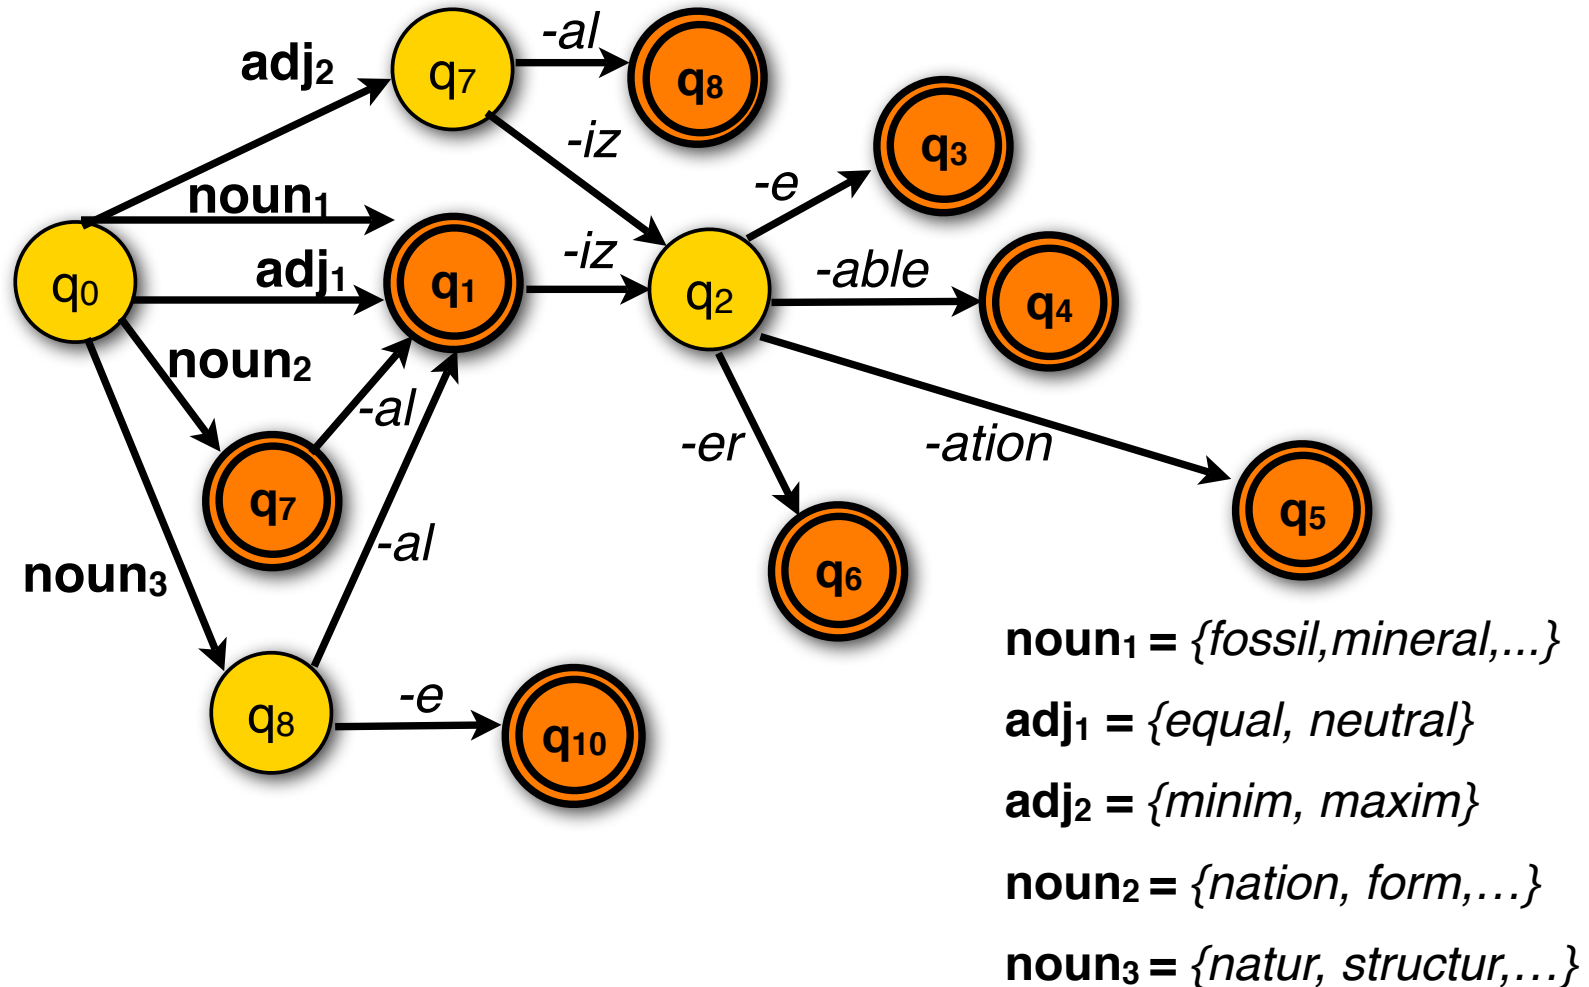 adj₂
q₇
-al
q₈
-iz
q₃
-e
noun₁
q₀
adj₁
q₁
-iz
q₂
-able
q₄
noun₂
-al
-er
-ation
q₇
q₅
-al
noun₃
q₆
q₈
-e
q₁₀
noun₁ = {fossil,mineral,...}
adj₁ = {equal, neutral}
adj₂ = {minim, maxim}
noun₂ = {nation, form,…}
noun₃ = {natur, structur,…}